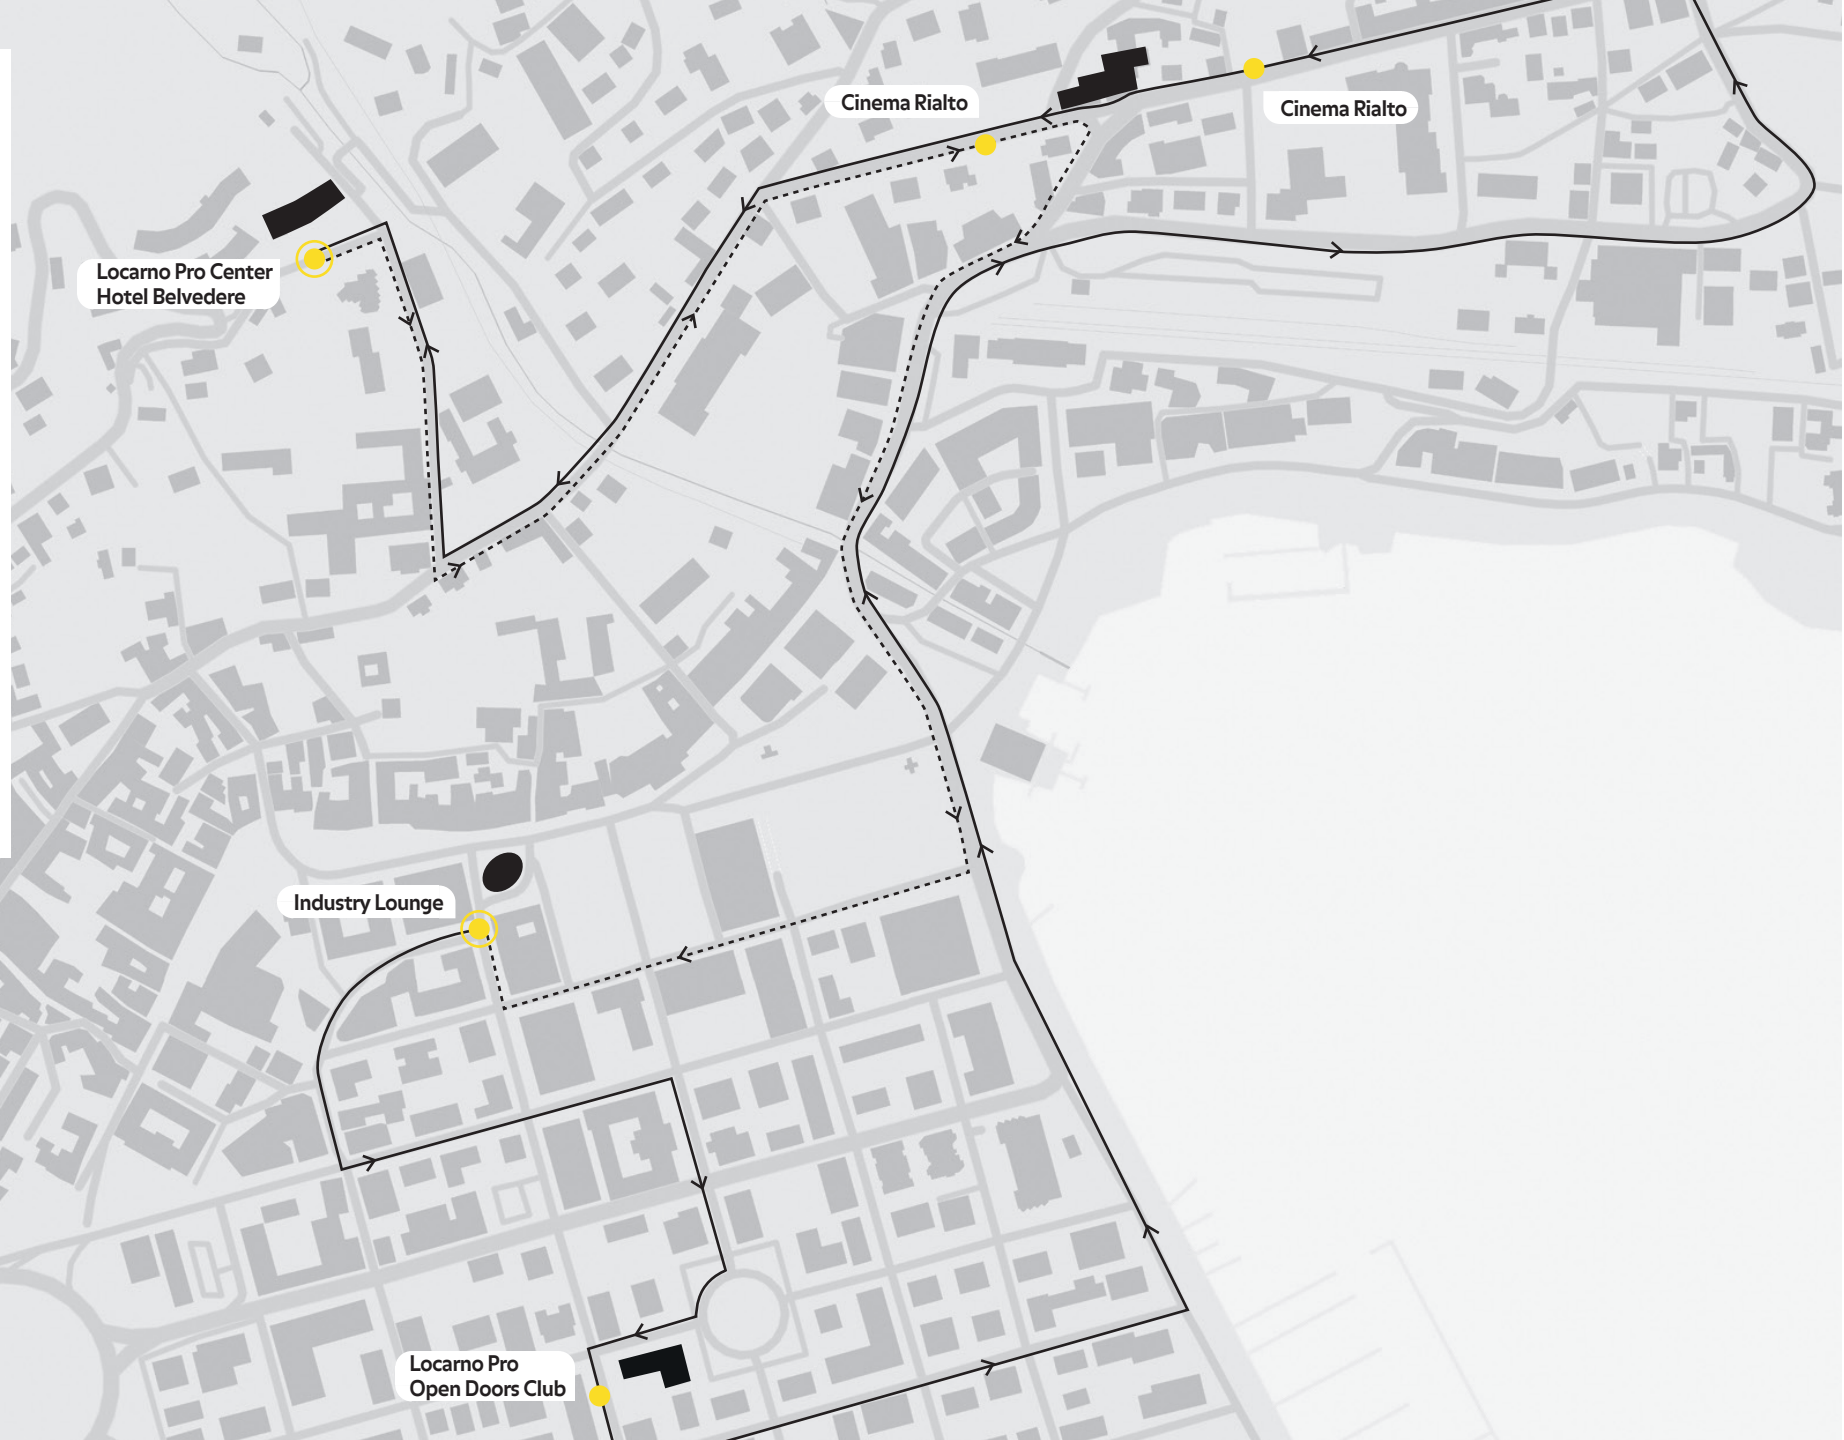 Cinema Rialto
Cinema Rialto
Locarno Pro Center
Hotel Belvedere
Industry Lounge
Locarno Pro
Open Doors Club